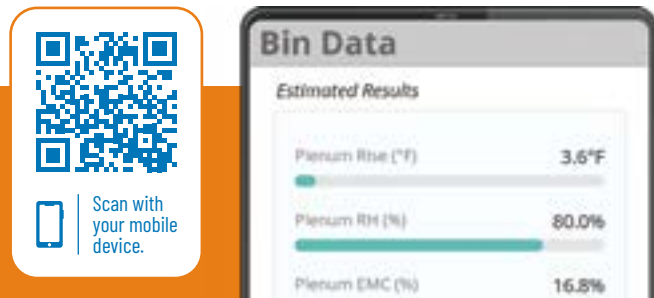 Scan with
your mobile
device.
Bin Data
Estimated Results
Plenum Rise (°F) 3.6°F
Plenum RH (%) 80.0%
Plenum EMC (%) 16.8%